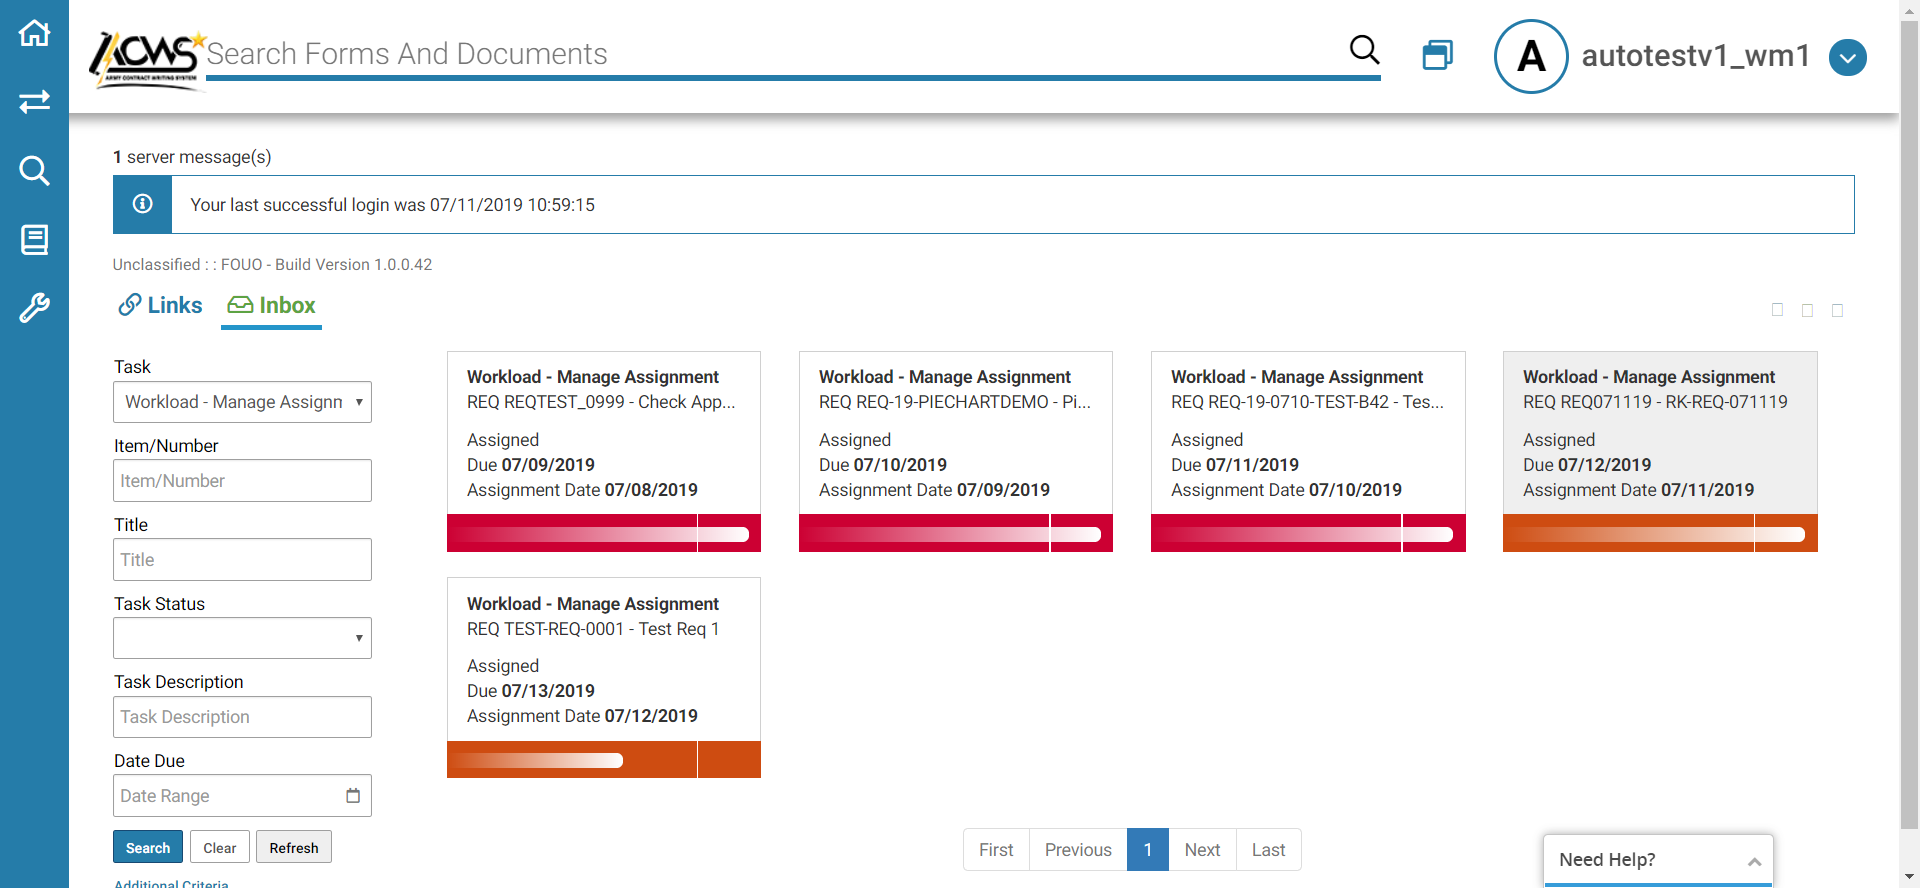 ACWS
ARMY CONTRACT WRITING SYSTEM
Search Forms And Documents
A
autotestv1_wm1
1 server message(s)
Your last successful login was 07/11/2019 10:59:15
Unclassified : : FOUO - Build Version 1.0.0.42
Links
Inbox
Task
Workload - Manage Assignn
Item/Number
Item/Number
Title
Title
Task Status
Task Description
Task Description
Date Due
Date Range
Search
Clear
Refresh
Additional Criteria
Workload - Manage Assignment
REQ REQTEST_0999 - Check App...
Assigned
Due 07/09/2019
Assignment Date 07/08/2019
Workload - Manage Assignment
REQ REQ-19-PIECHARTDEMO - Pi...
Assigned
Due 07/10/2019
Assignment Date 07/09/2019
Workload - Manage Assignment
REQ REQ-19-0710-TEST-B42 - Tes...
Assigned
Due 07/11/2019
Assignment Date 07/10/2019
Workload - Manage Assignment
REQ REQ071119 - RK-REQ-071119
Assigned
Due 07/12/2019
Assignment Date 07/11/2019
Workload - Manage Assignment
REQ TEST-REQ-0001 - Test Req 1
Assigned
Due 07/13/2019
Assignment Date 07/12/2019
First
Previous
1
Next
Last
Need Help?